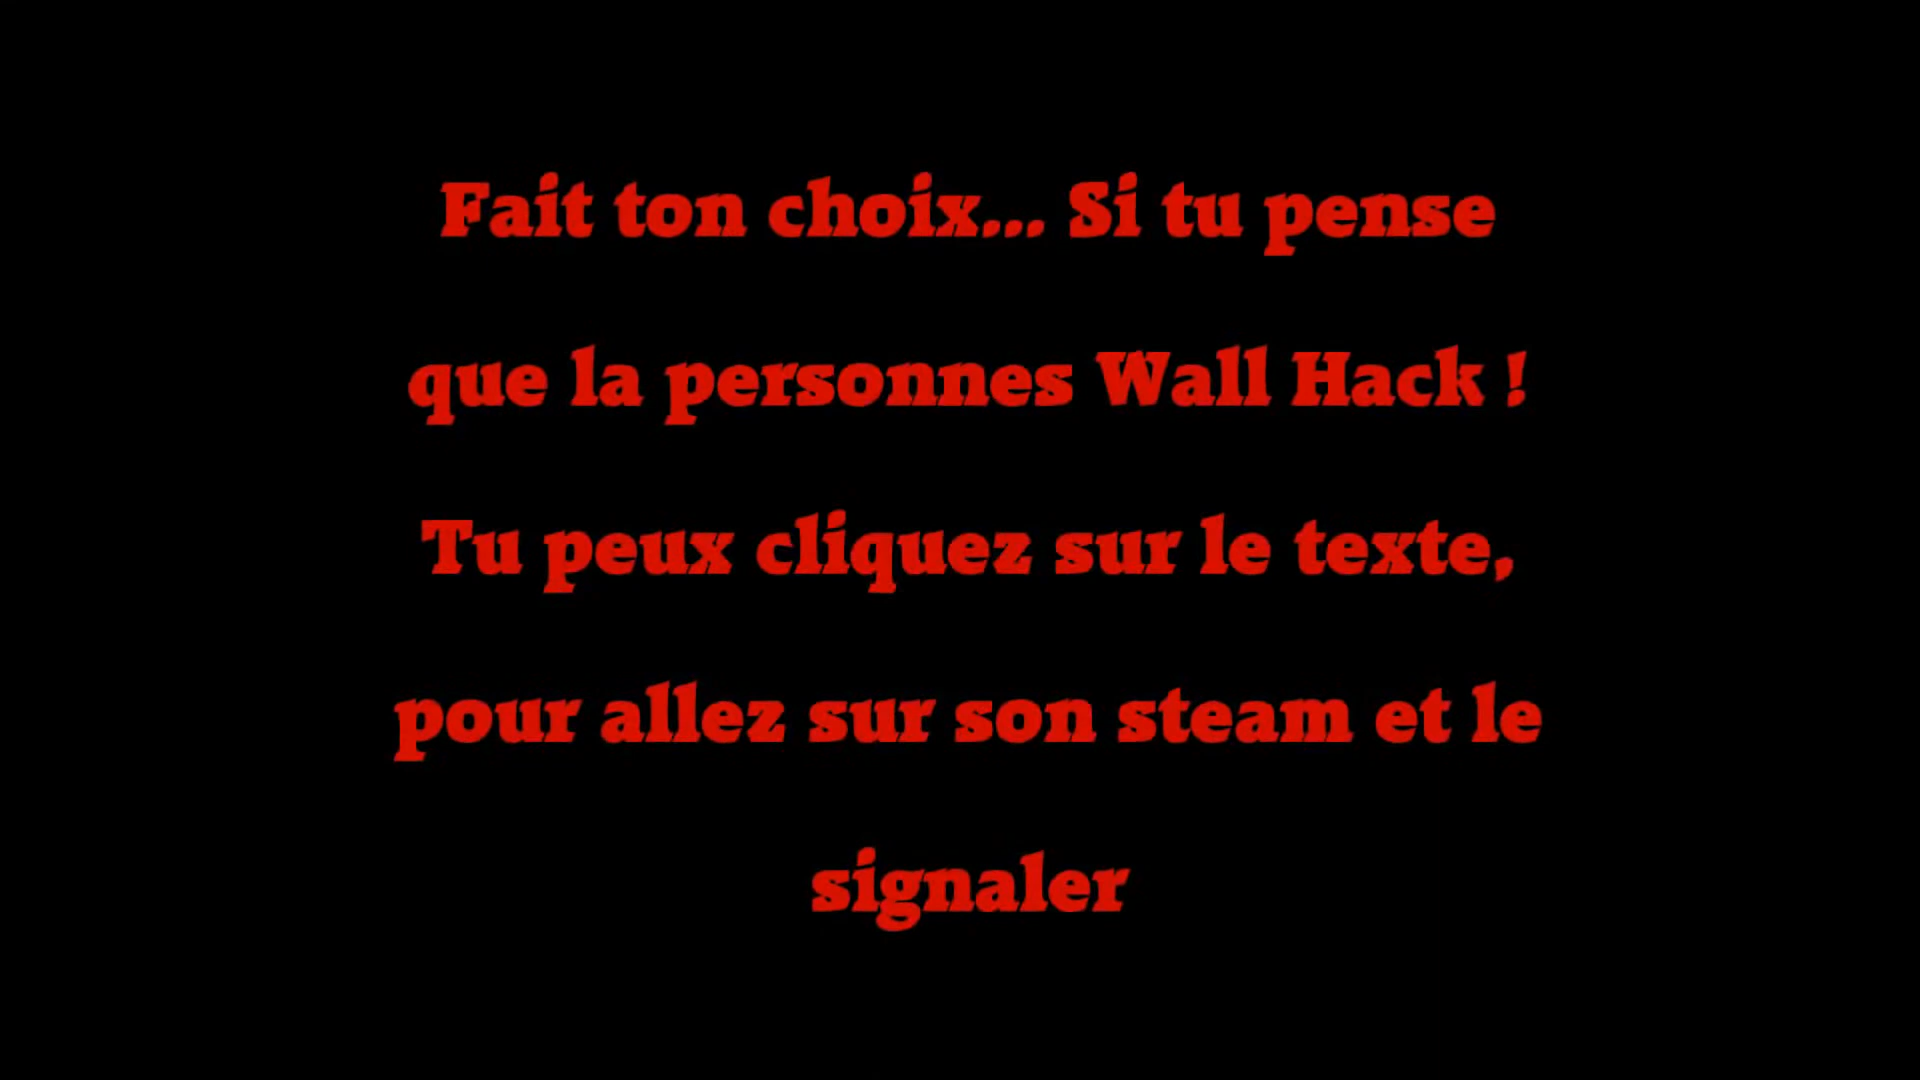 Fait ton choix... Si tu pense
que la personnes Wall Hack !
Tu peux cliquez sur le texte,
pour allez sur son steam et le
signaler